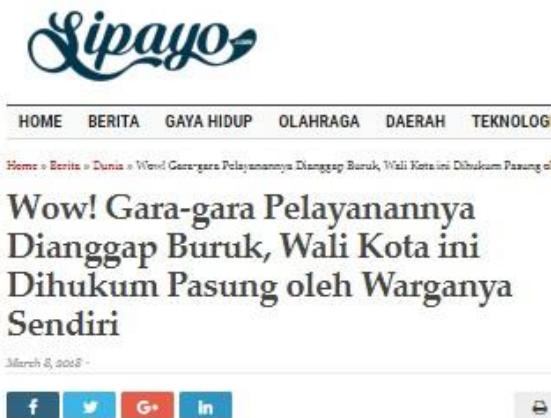 Sipayo
HOME BERITA GAYA HIDUP OLAHRAGA DAERAH TEKNOLOGI
Home » Berita » Dunia » Wow! Gara-gara Pelayanannya Dianggap Buruk, Wali Kota ini Dihukum Pasung ol
Wow! Gara-gara Pelayanannya
Dianggap Buruk, Wali Kota ini
Dihukum Pasung oleh Warganya
Sendiri
March 8, 2018 -
f G+ in